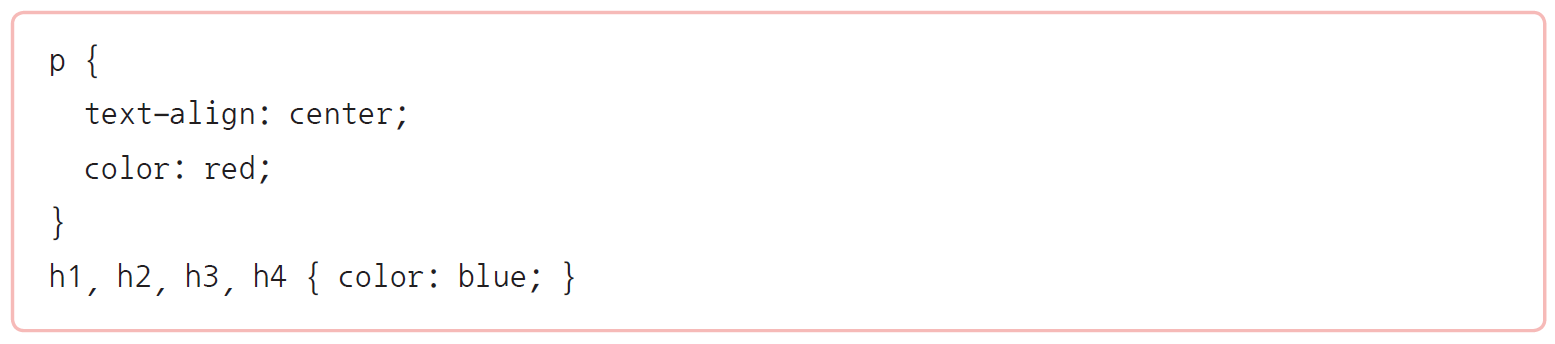 p {
  text-align: center;
  color: red;
}
h1, h2, h3, h4 { color: blue; }